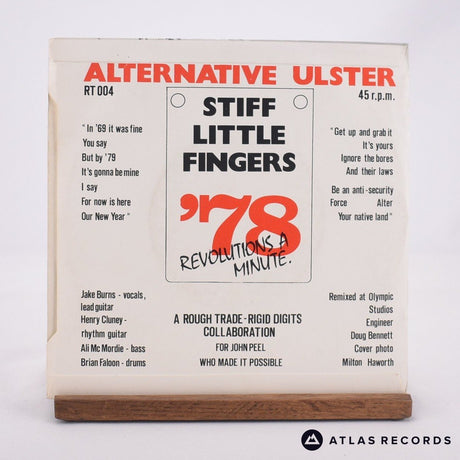 ALTERNATIVE ULSTER
RT 004
45 r.p.m.
STIFF
LITTLE
FINGERS
'78
REVOLUTIONS A
MINUTE.
" In '69 it was fine
You say
But by '79
It's gonna be mine
I say
For now is here
Our New Year "
" Get up and grab it
It's yours
Ignore the bores
And their laws
Be an anti-security
Force Alter
Your native land "
Jake Burns - vocals,
lead guitar
Henry Cluney -
rhythm guitar
Ali Mc Mordie - bass
Brian Faloon - drums
A ROUGH TRADE-RIGID DIGITS
COLLABORATION
FOR JOHN PEEL
WHO MADE IT POSSIBLE
Remixed at Olympic
Studios
Engineer
Doug Bennett
Cover photo
Milton Haworth
ATLAS RECORDS